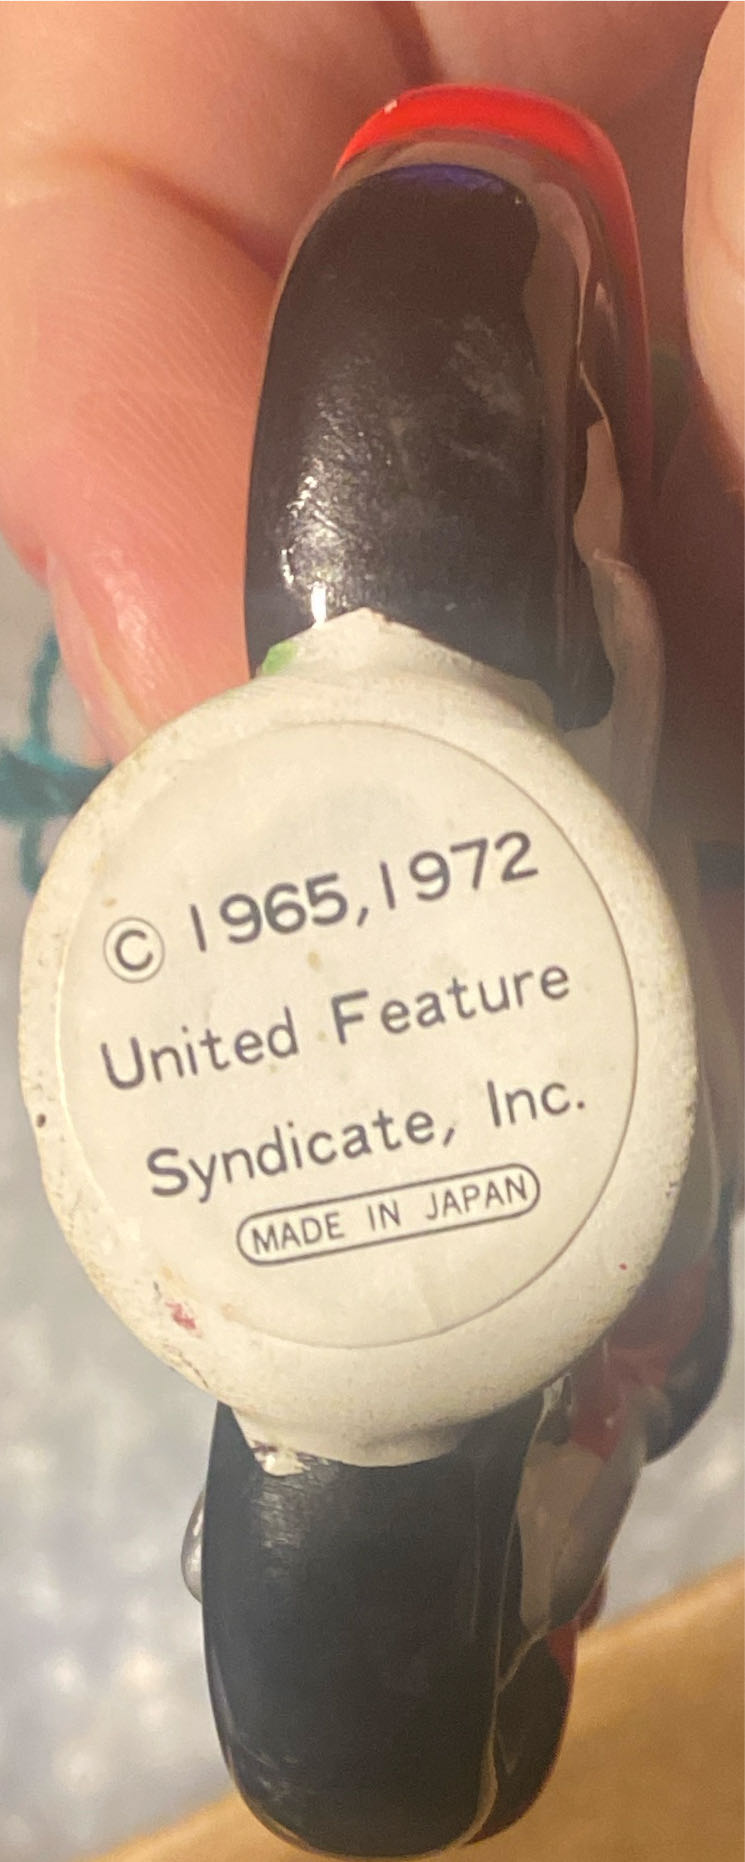 © 1965,1972
United Feature
Syndicate, Inc.
MADE IN JAPAN